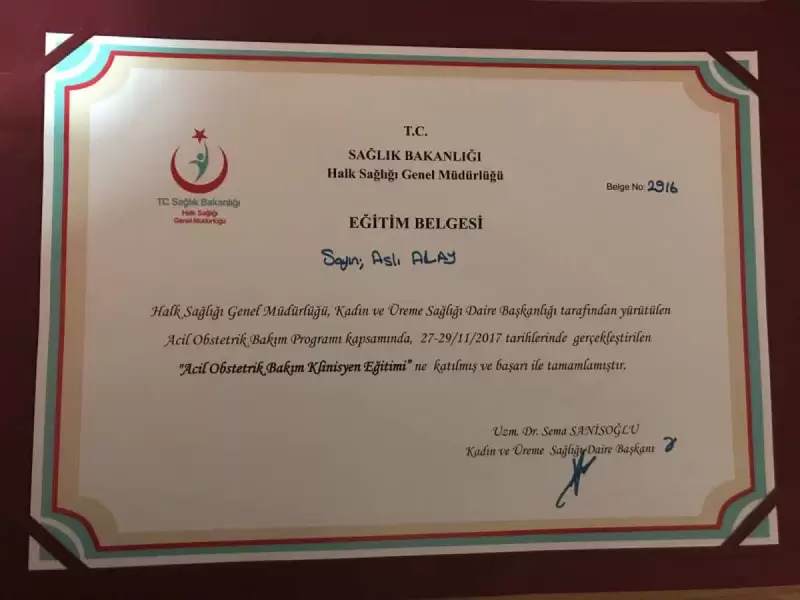 T.C.
SAĞLIK BAKANLIĞI
Halk Sağlığı Genel Müdürlüğü
T.C. Sağlık Bakanlığı
Halk Sağlığı
Genel Müdürlüğü
Belge No: 2916
EĞİTİM BELGESİ
Sayın; Aslı ALAY
Halk Sağlığı Genel Müdürlüğü, Kadın ve Üreme Sağlığı Daire Başkanlığı tarafından yürütülen
Acil Obstetrik Bakım Programı kapsamında, 27-29/11/2017 tarihlerinde gerçekleştirilen
"Acil Obstetrik Bakım Klinisyen Eğitimi" ne katılmış ve başarı ile tamamlamıştır.
Uzm. Dr. Sema SANİSOĞLU
Kadın ve Üreme Sağlığı Daire Başkanı